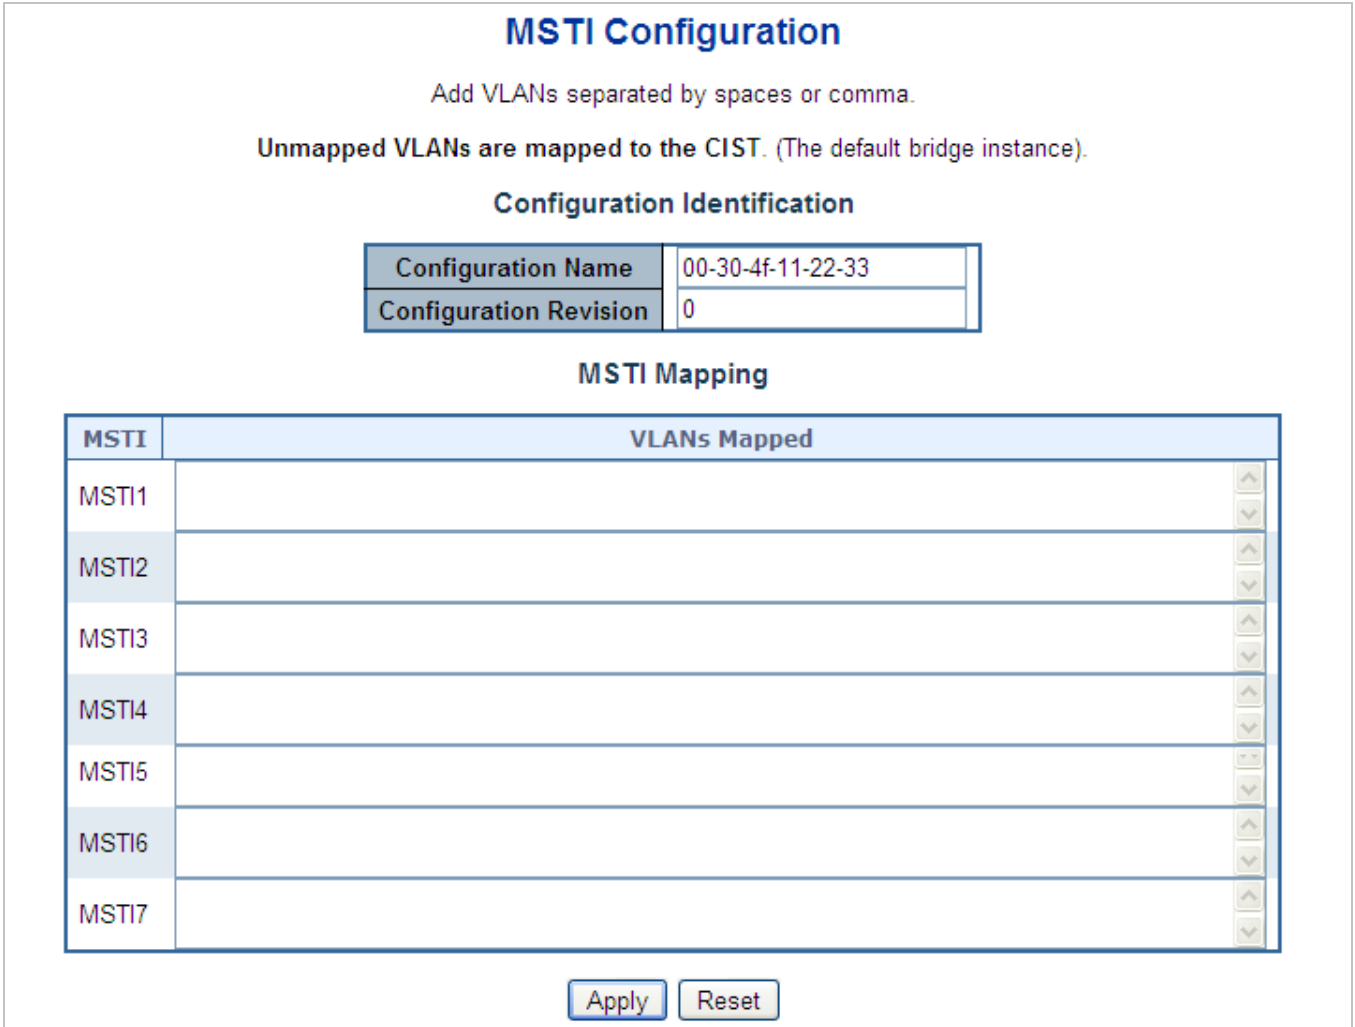 MSTI Configuration
Add VLANs separated by spaces or comma.
Unmapped VLANs are mapped to the CIST. (The default bridge instance).
Configuration Identification
Configuration Name 00-30-4f-11-22-33
Configuration Revision 0
MSTI Mapping
MSTI VLANs Mapped
MSTI1
MSTI2
MSTI3
MSTI4
MSTI5
MSTI6
MSTI7
Apply Reset